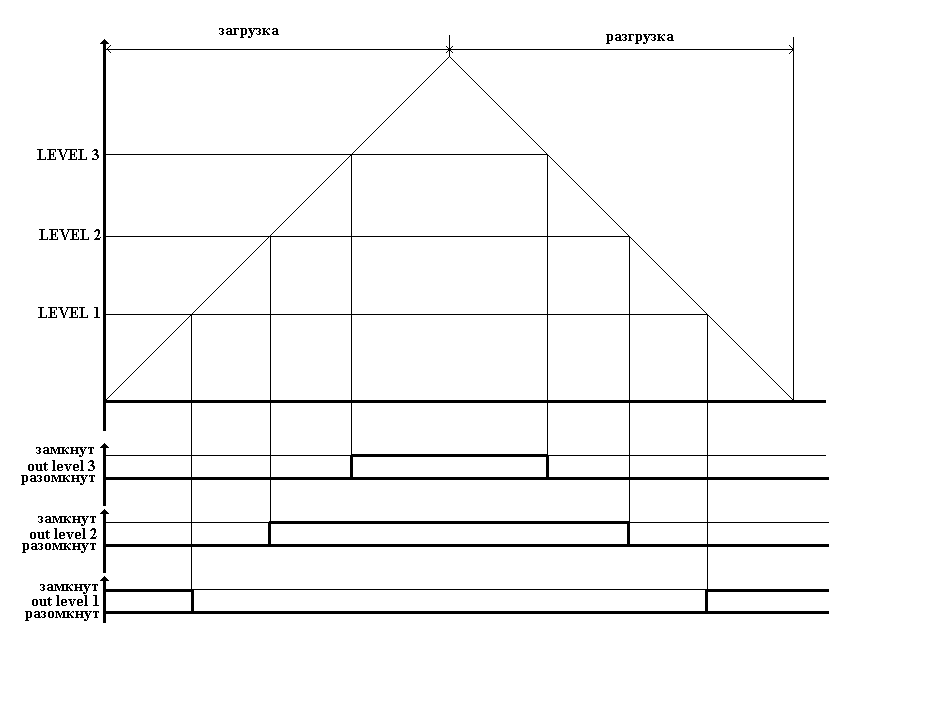 загрузка
разгрузка
LEVEL 3
LEVEL 2
LEVEL 1
замкнут
out level 3
разомкнут
замкнут
out level 2
разомкнут
замкнут
out level 1
разомкнут